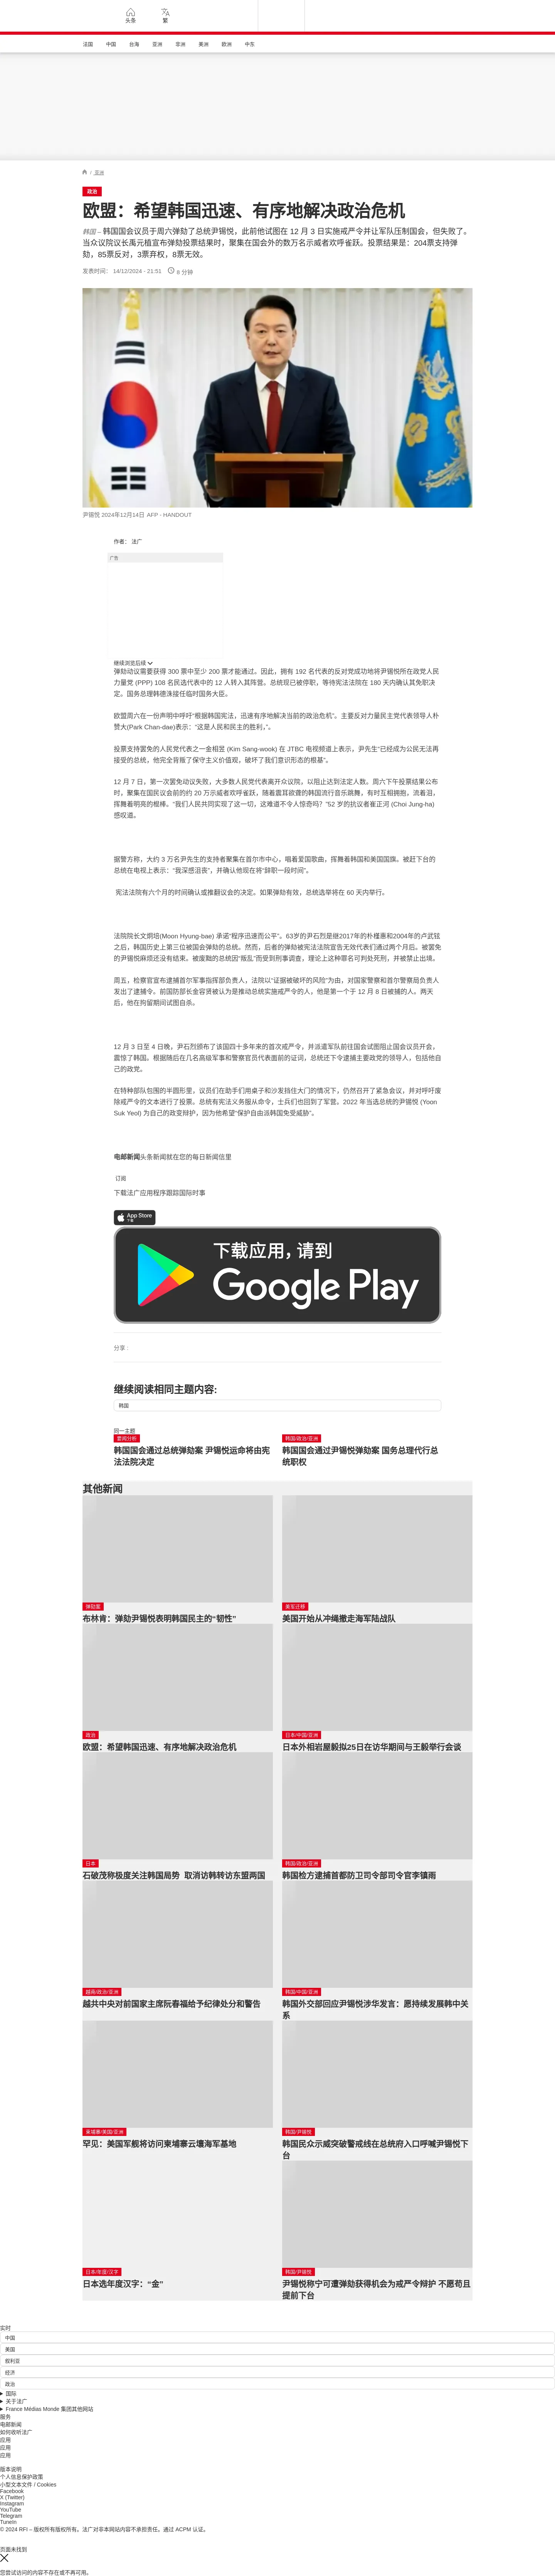 头条
繁
法国 中国 台海 亚洲 非洲 美洲 欧洲 中东
亚洲
政治
欧盟：希望韩国迅速、有序地解决政治危机
韩国 – 韩国国会议员于周六弹劾了总统尹锡悦，此前他试图在 12 月 3 日实施戒严令并让军队压制国会，但失败了。
当众议院议长禹元植宣布弹劾投票结果时，聚集在国会外的数万名示威者欢呼雀跃。投票结果是：204票支持弹
劾，85票反对，3票弃权，8票无效。
发表时间： 14/12/2024 - 21:51
6 分钟
尹锡悦 2024年12月14日 AFP - HANDOUT
作者： 法广
广告
继续浏览后续
弹劾动议需要获得 300 票中至少 200 票才能通过。因此，拥有 192 名代表的反对党成功地将尹锡悦所在政党人民
力量党 (PPP) 108 名民选代表中的 12 人转入其阵营。总统现已被停职，等待宪法法院在 180 天内确认其免职决
定。国务总理韩德洙接任临时国务大臣。
欧盟周六在一份声明中呼吁“根据韩国宪法，迅速有序地解决当前的政治危机”。主要反对力量民主党代表领导人朴
赞大(Park Chan-dae)表示：“这是人民和民主的胜利，”。
投票支持罢免的人民党代表之一金相笠 (Kim Sang-wook) 在 JTBC 电视频道上表示，尹先生“已经成为公民无法再
接受的总统，他完全背叛了保守主义价值观，破坏了我们意识形态的根基”。
12 月 7 日，第一次罢免动议失败，大多数人民党代表离开众议院，以阻止达到法定人数。周六下午投票结果公布
时，聚集在国民议会前的约 20 万示威者欢呼雀跃，随着震耳欲聋的韩国流行音乐跳舞，有时互相拥抱，流着泪，
挥舞着明亮的棍棒。“我们人民共同实现了这一切，这难道不令人惊奇吗？”52 岁的抗议者崔正河 (Choi Jung-ha)
感叹道。
据警方称，大约 3 万名尹先生的支持者聚集在首尔市中心，唱着爱国歌曲，挥舞着韩国和美国国旗。被赶下台的
总统在电视上表示：“我深感沮丧”，并确认他现在将“辞职一段时间”。
宪法法院有六个月的时间确认或推翻议会的决定。如果弹劾有效，总统选举将在 60 天内举行。
法院院长文炯培(Moon Hyung-bae) 承诺“程序迅速而公平”。63岁的尹石烈是继2017年的朴槿惠和2004年的卢武铉
之后，韩国历史上第三位被国会弹劾的总统。然而，后者的弹劾被宪法法院宣告无效代表们通过两个月后。被罢免
的尹锡悦麻烦还没有结束。被废黜的总统因“叛乱”而受到刑事调查，理论上这种罪名可判处死刑，并被禁止出境。
周五，检察官宣布逮捕首尔军事指挥部负责人，法院以“证据被破坏的风险”为由，对国家警察和首尔警察局负责人
发出了逮捕令。前国防部长金容贤被认为是推动总统实施戒严令的人，他是第一个于 12 月 8 日被捕的人。两天
后，他在拘留期间试图自杀。
12 月 3 日至 4 日晚，尹石烈颁布了该国四十多年来的首次戒严令，并派遣军队前往国会试图阻止国会议员开会，
震惊了韩国。根据随后在几名高级军事和警察官员代表面前的证词，总统还下令逮捕主要政党的领导人，包括他自
己的政党。
在特种部队包围的半圆形里，议员们在助手们用桌子和沙发挡住大门的情况下，仍然召开了紧急会议，并对呼吁废
除戒严令的文本进行了投票。总统有宪法义务服从命令，士兵们也回到了军营。2022 年当选总统的尹锡悦 (Yoon
Suk Yeol) 为自己的政变辩护，因为他希望“保护自由派韩国免受威胁”。
电邮新闻头条新闻就在您的每日新闻信里
订阅
下载法广应用程序跟踪国际时事
App Store
下载
下载应用，请到
Google Play
分享 :
继续阅读相同主题内容:
韩国
同一主题
要闻分析
韩国国会通过总统弹劾案 尹锡悦运命将由宪
法法院决定
韩国/政治/亚洲
韩国国会通过尹锡悦弹劾案 国务总理代行总
统职权
其他新闻
弹劾案
布林肯：弹劾尹锡悦表明韩国民主的“韧性”
美军迁移
美国开始从冲绳撤走海军陆战队
政治
欧盟：希望韩国迅速、有序地解决政治危机
日本/中国/亚洲
日本外相岩屋毅拟25日在访华期间与王毅举行会谈
日本
石破茂称极度关注韩国局势 取消访韩转访东盟两国
韩国/政治/亚洲
韩国检方逮捕首都防卫司令部司令官李镇雨
越南/政治/亚洲
越共中央对前国家主席阮春福给予纪律处分和警告
韩国/中国/亚洲
韩国外交部回应尹锡悦涉华发言：愿持续发展韩中关
系
柬埔寨/美国/亚洲
罕见：美国军舰将访问柬埔寨云壤海军基地
韩国/尹锡悦
韩国民众示威突破警戒线在总统府入口呼喊尹锡悦下
台
日本/年度/汉字
日本选年度汉字：“金”
韩国/尹锡悦
尹锡悦称宁可遭弹劾获得机会为戒严令辩护 不愿苟且
提前下台
实时
中国
美国
叙利亚
经济
政治
国际
关于法广
France Médias Monde 集团其他网站
服务
电邮新闻
如何收听法广
应用
应用
应用
版本说明
个人信息保护政策
小型文本文件 / Cookies
Facebook
X (Twitter)
Instagram
YouTube
Telegram
TuneIn
© 2024 RFI – 版权所有版权所有。法广对非本网站内容不承担责任。通过 ACPM 认证。
页面未找到
您尝试访问的内容不存在或不再可用。